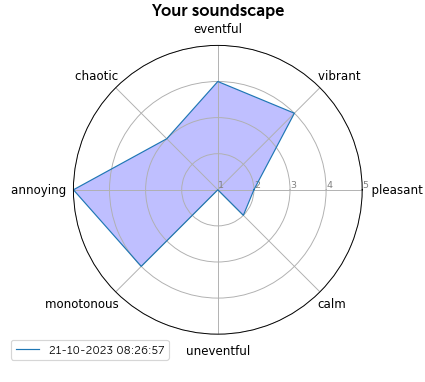 Your soundscape
eventful
chaotic
vibrant
annoying
1
2
3
4
5
pleasant
monotonous
calm
uneventful
21-10-2023 08:26:57